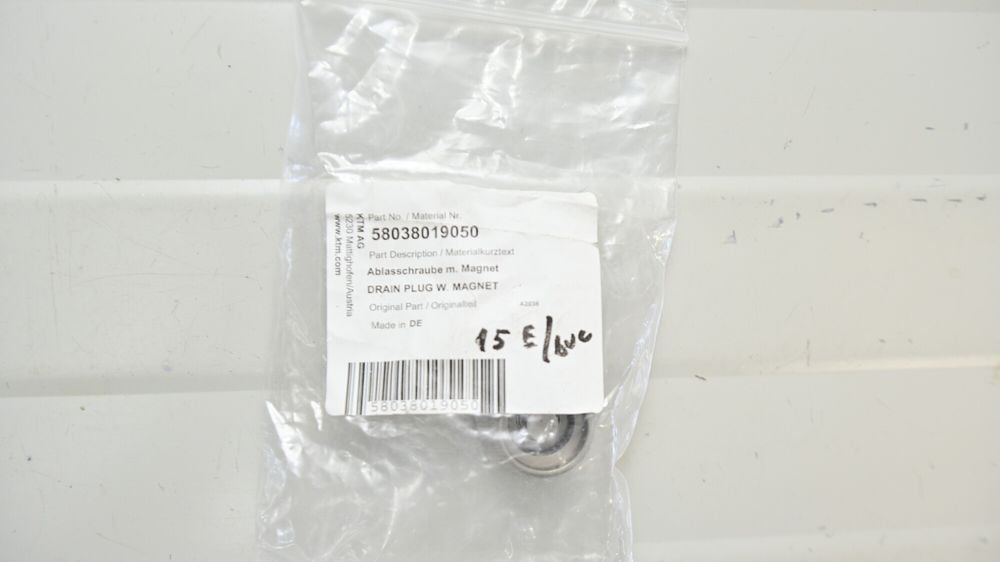 Part No. / Material Nr.
58038019050
Part Description / Materialkurztext
Ablasschraube m. Magnet
DRAIN PLUG W. MAGNET
Original Part / Originalteil
Made in DE
KTM AG
5230 Mattighofen/Austria
www.ktm.com
15 E/
58038019050